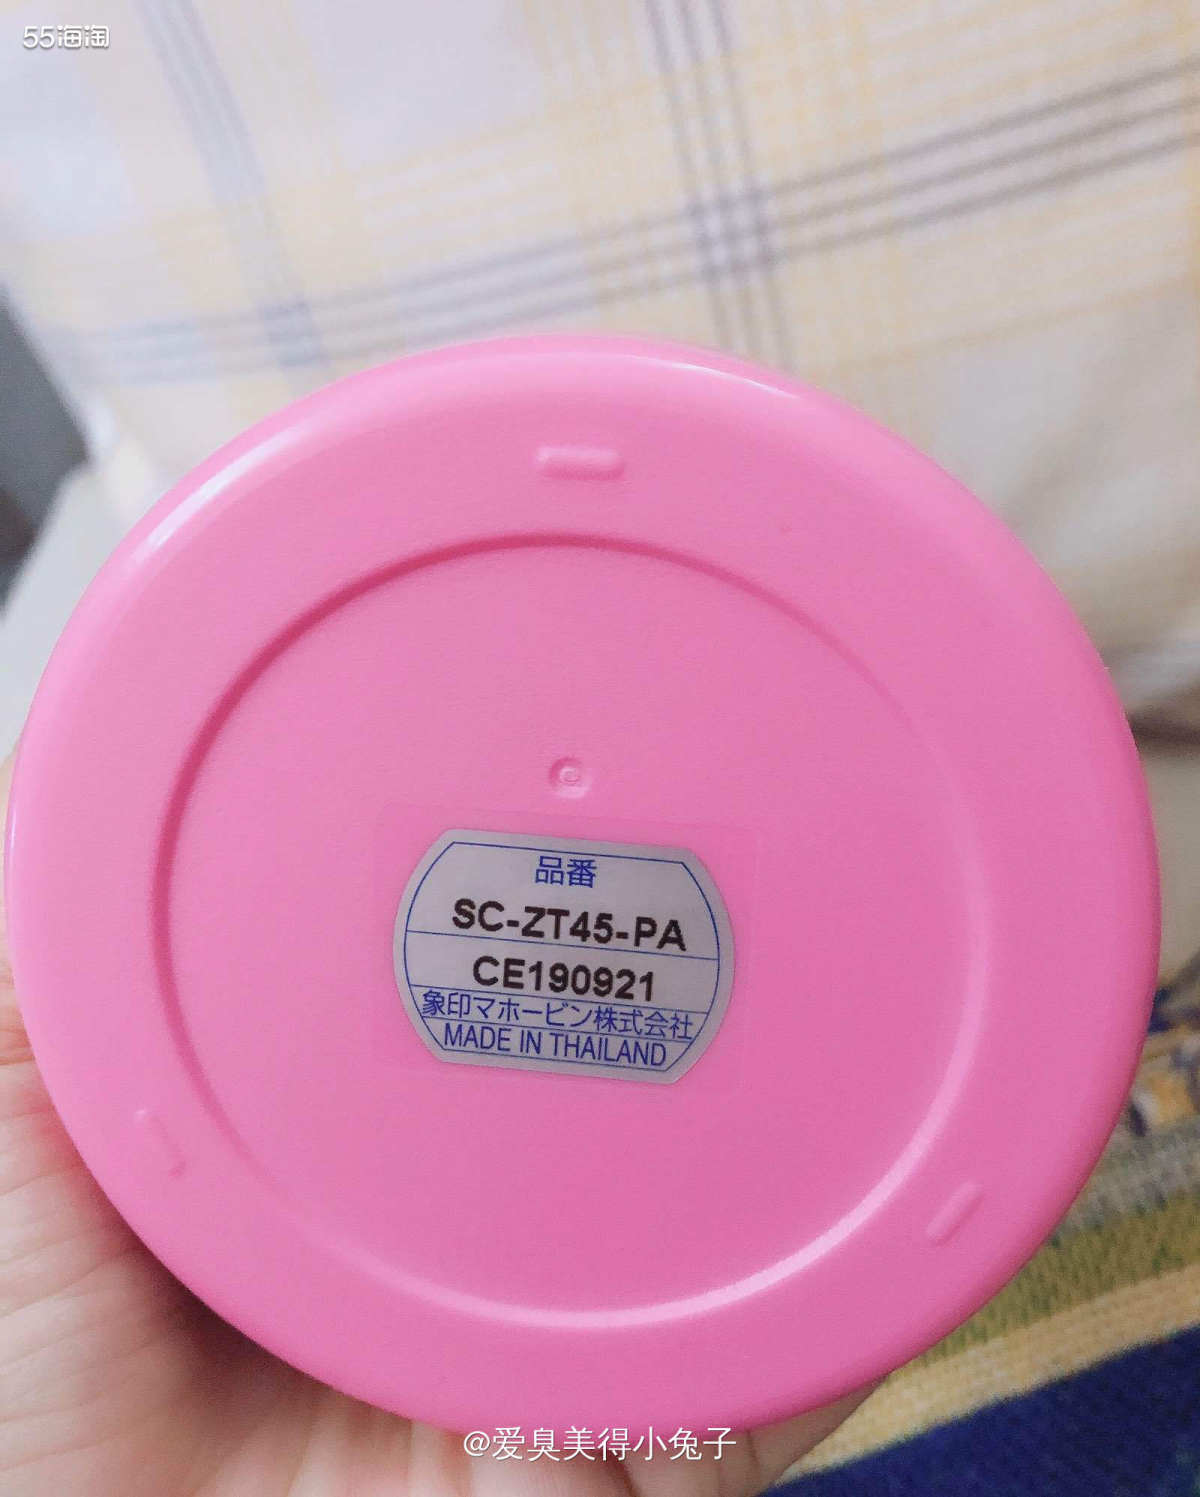 55海淘
品番
SC-ZT45-PA
CE190921
象印マホービン株式会社
MADE IN THAILAND
@爱臭美得小兔子